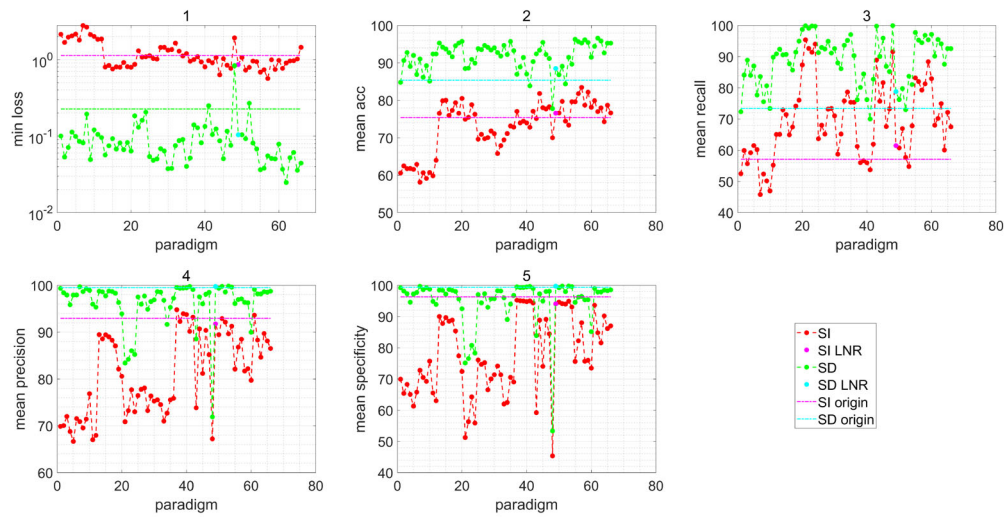 1
min loss
10^0
10^-1
10^-2
0 20 40 60 80
paradigm
2
mean acc
100
90
80
70
60
50
0 20 40 60 80
paradigm
3
mean recall
100
90
80
70
60
50
40
0 20 40 60 80
paradigm
4
mean precision
100
90
80
70
60
0 20 40 60 80
paradigm
5
mean specificity
100
90
80
70
60
50
40
0 20 40 60 80
paradigm
SI
SI LNR
SD
SD LNR
SI origin
SD origin